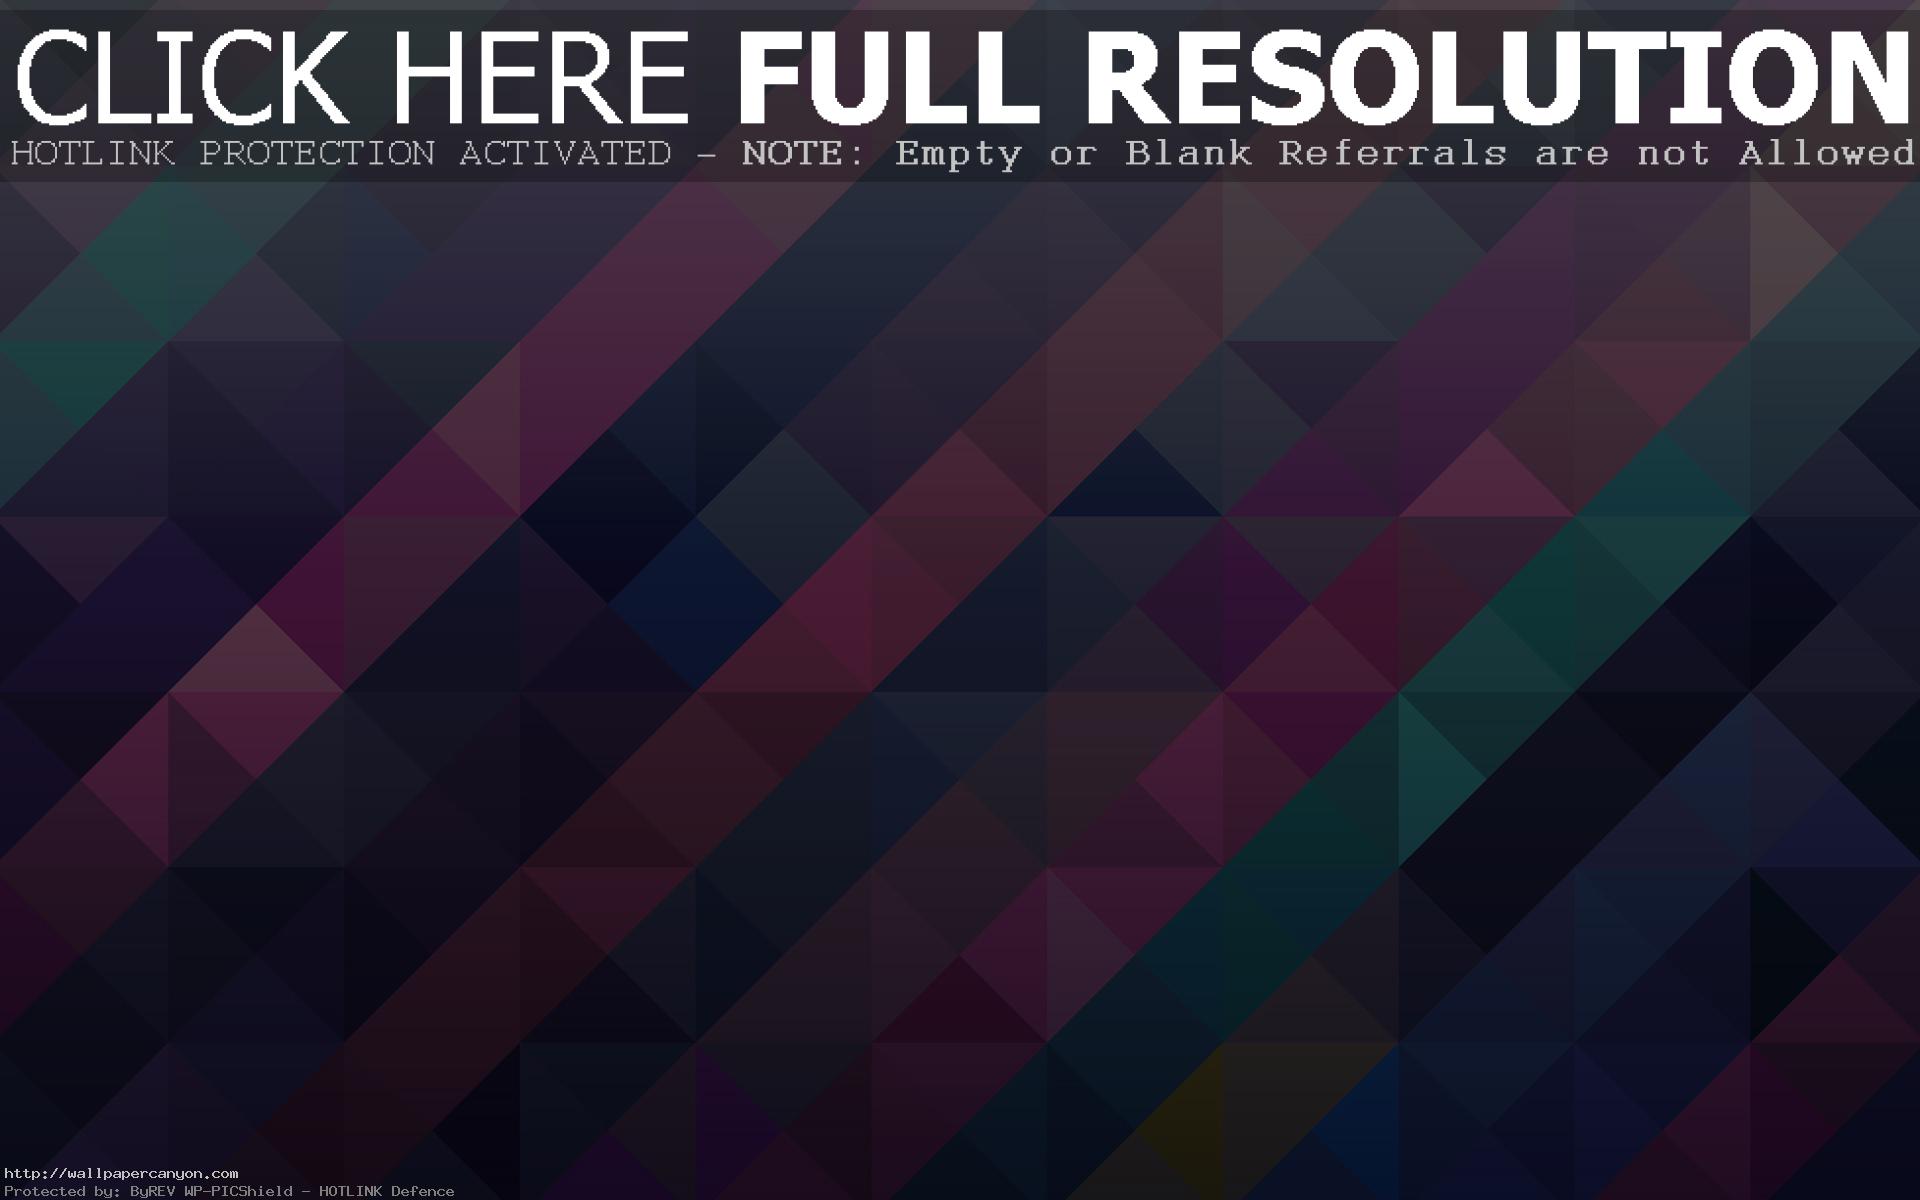 CLICK HERE FULL RESOLUTION
HOTLINK PROTECTION ACTIVATED - NOTE: Empty or Blank Referrals are not Allowed
http://wallpapercanyon.com
Protected by: ByREV WP-PICShield - HOTLINK Defence